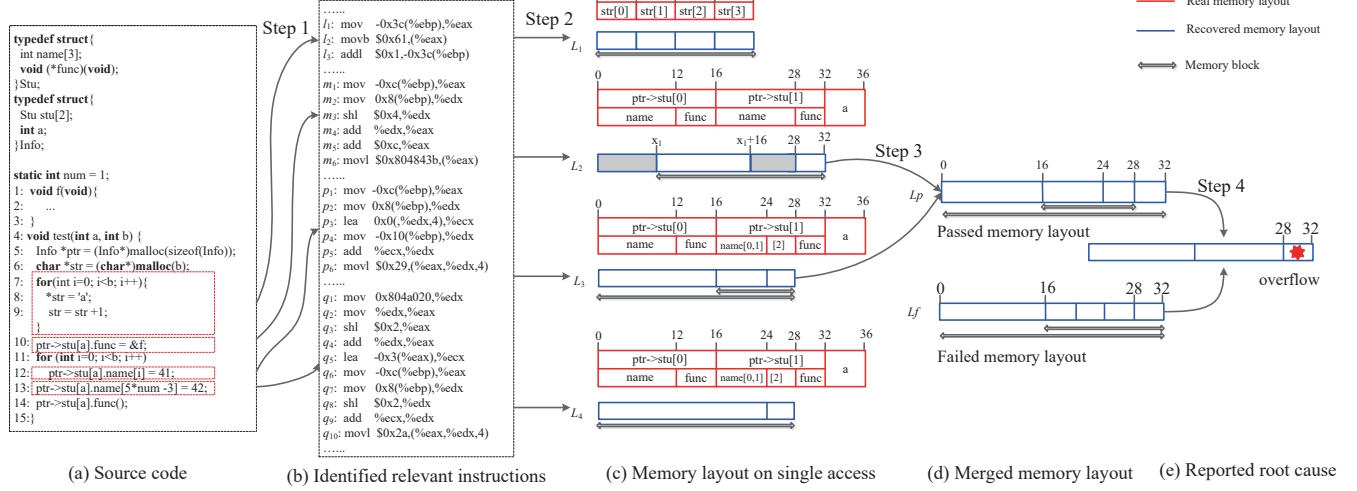 typedef struct{
int name[3];
void (*func)(void);
}Stu;
typedef struct{
Stu stu[2];
int a;
}Info;
static int num = 1;
1: void f(void){
2: ...
3: }
4: void test(int a, int b) {
5: Info *ptr = (Info*)malloc(sizeof(Info));
6: char *str = (char*)malloc(b);
7: for(int i=0; i<b; i++){
8: *str = 'a';
9: str = str +1;
}
10: ptr->stu[a].func = &f;
11: for (int i=0; i<b; i++)
12: ptr->stu[a].name[i] = 41;
13: ptr->stu[a].name[5*num -3] = 42;
14: ptr->stu[a].func();
15:}
(a) Source code
Step 1
......
l1: mov -0x3c(%ebp),%eax
l2: movb $0x61,(%eax)
l3: addl $0x1,-0x3c(%ebp)
......
m1: mov -0xc(%ebp),%eax
m2: mov 0x8(%ebp),%edx
m3: shl $0x4,%edx
m4: add %edx,%eax
m5: add $0xc,%eax
m6: movl $0x804843b,(%eax)
......
p1: mov -0xc(%ebp),%eax
p2: mov 0x8(%ebp),%edx
p3: lea 0x0(,%edx,4),%ecx
p4: mov -0x10(%ebp),%edx
p5: add %ecx,%edx
p6: movl $0x29,(%eax,%edx,4)
......
q1: mov 0x804a020,%edx
q2: mov %edx,%eax
q3: shl $0x2,%eax
q4: add %edx,%eax
q5: lea -0x3(%eax),%ecx
q6: mov -0xc(%ebp),%eax
q7: mov 0x8(%ebp),%edx
q8: shl $0x2,%edx
q9: add %ecx,%edx
q10: movl $0x2a,(%eax,%edx,4)
......
(b) Identified relevant instructions
Step 2
str[0] str[1] str[2] str[3]
L1
0 12 16 28 32 36
ptr->stu[0] ptr->stu[1] a
name func name func
x1 x1+16 28 32
L2
0 12 16 24 28 32 36
ptr->stu[0] ptr->stu[1] a
name func name[0,1] [2] func
L3
0 12 16 24 28 32 36
ptr->stu[0] ptr->stu[1] a
name func name[0,1] [2] func
L4
(c) Memory layout on single access
Real memory layout
Recovered memory layout
Memory block
Step 3
0 16 24 28 32
Lp
Passed memory layout
0 16 28 32
Lf
Failed memory layout
(d) Merged memory layout
Step 4
28 32
overflow
(e) Reported root cause